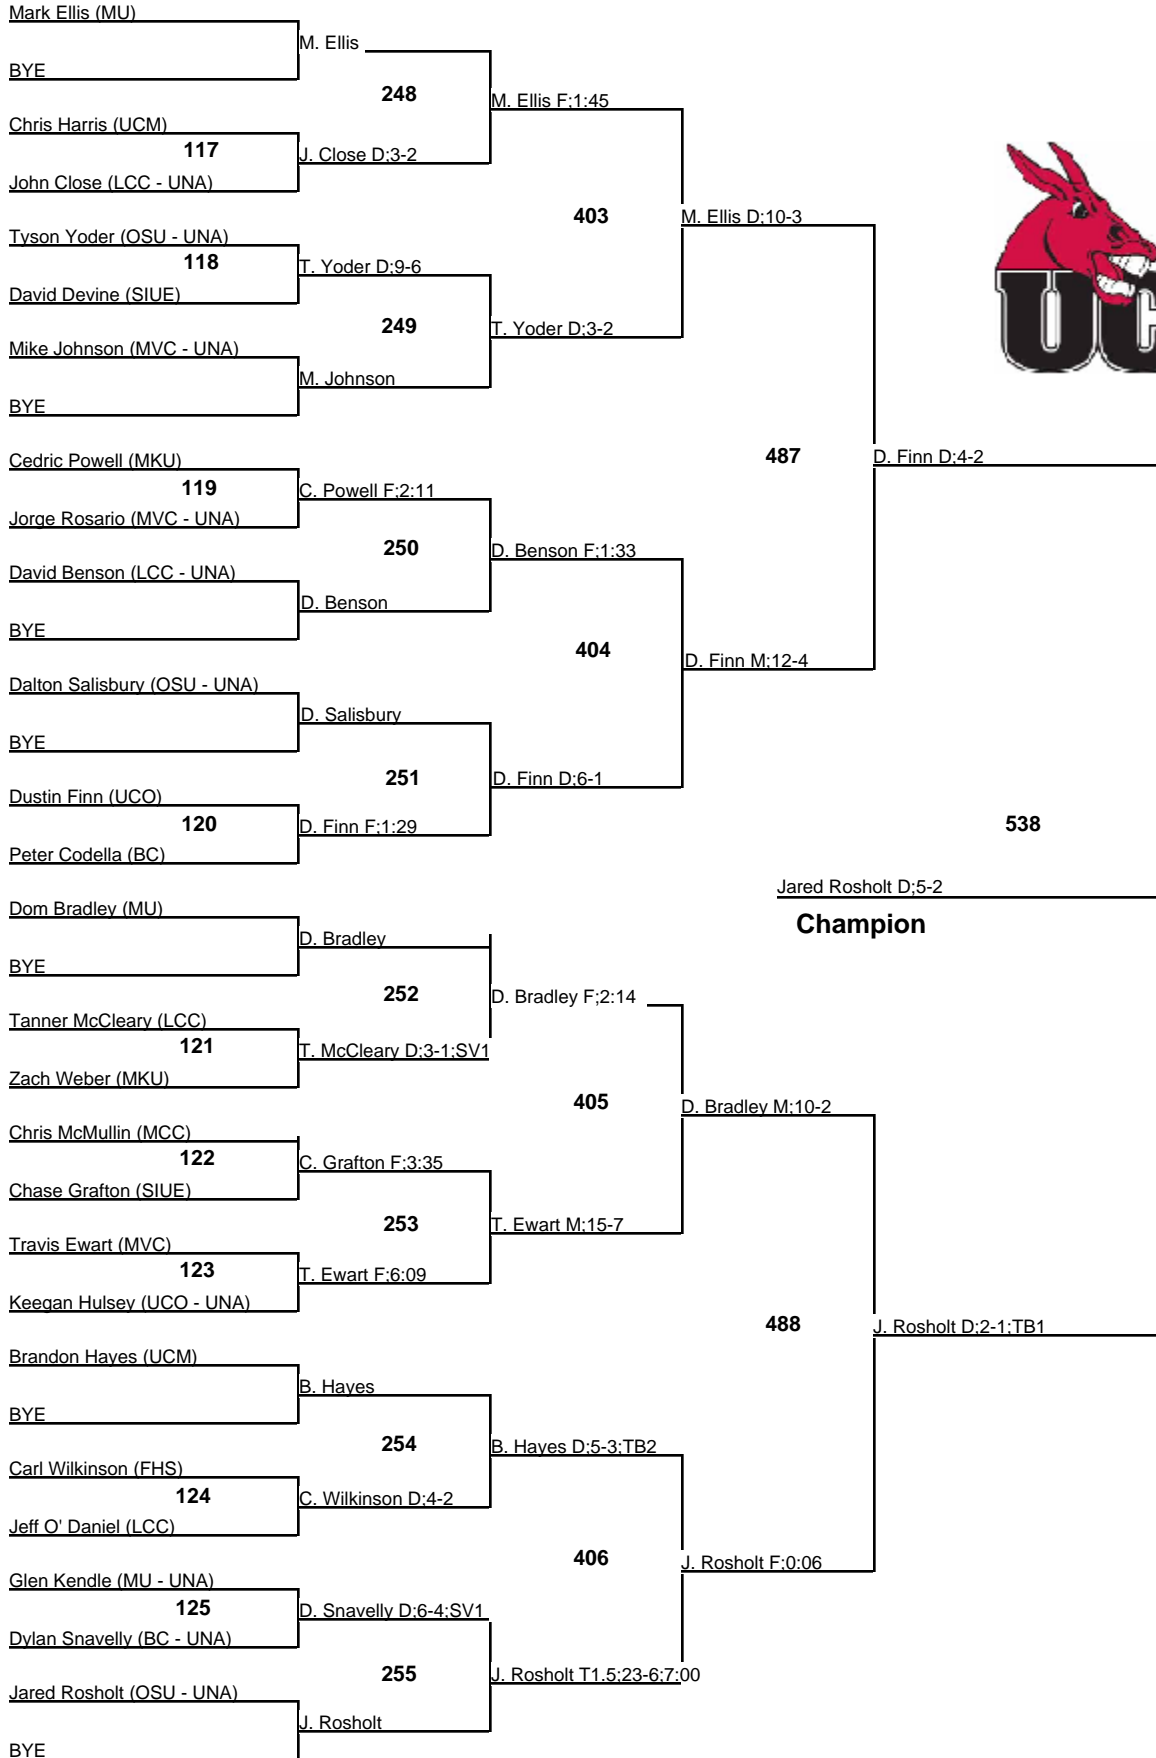 Mark Ellis (MU)
M. Ellis
BYE
248
M. Ellis F;1:45
Chris Harris (UCM)
117
J. Close D;3-2
John Close (LCC - UNA)
403
M. Ellis D;10-3
Tyson Yoder (OSU - UNA)
118
T. Yoder D;9-6
David Devine (SIUE)
249
T. Yoder D;3-2
Mike Johnson (MVC - UNA)
M. Johnson
BYE
UC
487
D. Finn D;4-2
Cedric Powell (MKU)
119
C. Powell F;2:11
Jorge Rosario (MVC - UNA)
250
D. Benson F;1:33
David Benson (LCC - UNA)
D. Benson
BYE
404
D. Finn M;12-4
Dalton Salisbury (OSU - UNA)
D. Salisbury
BYE
251
D. Finn D;6-1
Dustin Finn (UCO)
120
D. Finn F;1:29
Peter Codella (BC)
538
Jared Rosholt D;5-2
Champion
Dom Bradley (MU)
D. Bradley
BYE
252
D. Bradley F;2:14
Tanner McCleary (LCC)
121
T. McCleary D;3-1;SV1
Zach Weber (MKU)
405
D. Bradley M;10-2
Chris McMullin (MCC)
122
C. Grafton F;3:35
Chase Grafton (SIUE)
253
T. Ewart M;15-7
Travis Ewart (MVC)
123
T. Ewart F;6:09
Keegan Hulsey (UCO - UNA)
488
J. Rosholt D;2-1;TB1
Brandon Hayes (UCM)
B. Hayes
BYE
254
B. Hayes D;5-3;TB2
Carl Wilkinson (FHS)
124
C. Wilkinson D;4-2
Jeff O' Daniel (LCC)
406
J. Rosholt F;0:06
Glen Kendle (MU - UNA)
125
D. Snavelly D;6-4;SV1
Dylan Snavelly (BC - UNA)
255
J. Rosholt T1.5;23-6;7:00
Jared Rosholt (OSU - UNA)
J. Rosholt
BYE